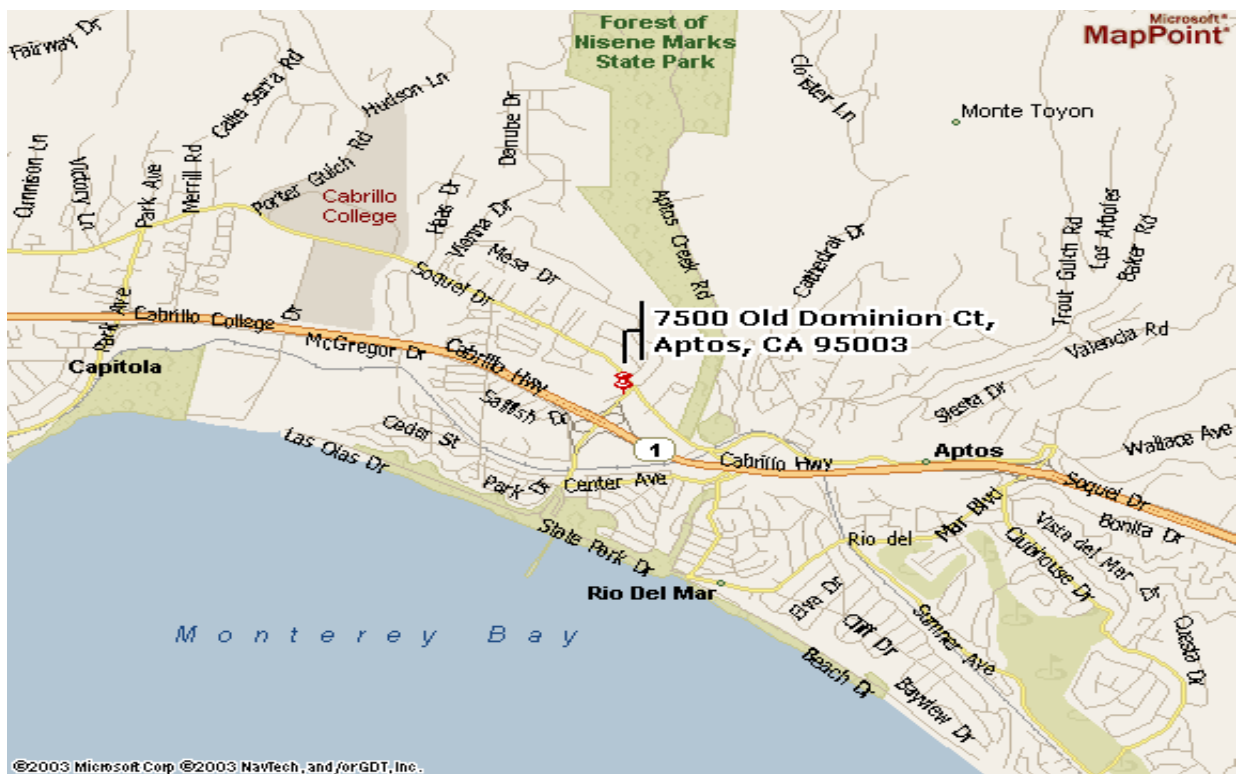 Microsoft®
MapPoint®
Forest of
Nisene Marks
State Park
Fairway Dr
Calle Serra Rd
Hudson Ln
Danube Dr
Cloister Ln
Monte Toyon
Gunnison Ln
Victory Ln
Park Ave
Merrill Rd
Porter Gulch Rd
Cabrillo
College
Haas Dr
Vienna Dr
Mesa Dr
Aptos Creek Rd
Cathedral Dr
Trout Gulch Rd
Los Arboles
Baker Rd
Soquel Dr
Park Ave
Cabrillo College Dr
McGregor Dr
Cabrillo Hwy
7500 Old Dominion Ct,
Aptos, CA 95003
Valencia Rd
Capitola
Sailfish Dr
Siesta Dr
Cedar St
Las Olas Dr
1
Cabrillo Hwy
Aptos
Wallace Ave
Park Dr
Center Ave
Soquel Dr
State Park Dr
Rio del
Mar Blvd
Bonita Dr
Vista del Mar Dr
Clubhouse Dr
Rio Del Mar
Elva Dr
Cliff Dr
Sumner Ave
Cuesta Dr
Monterey Bay
Beach Dr
Bayview Dr
©2003 Microsoft Corp ©2003 NavTech, and/or GDT, Inc.